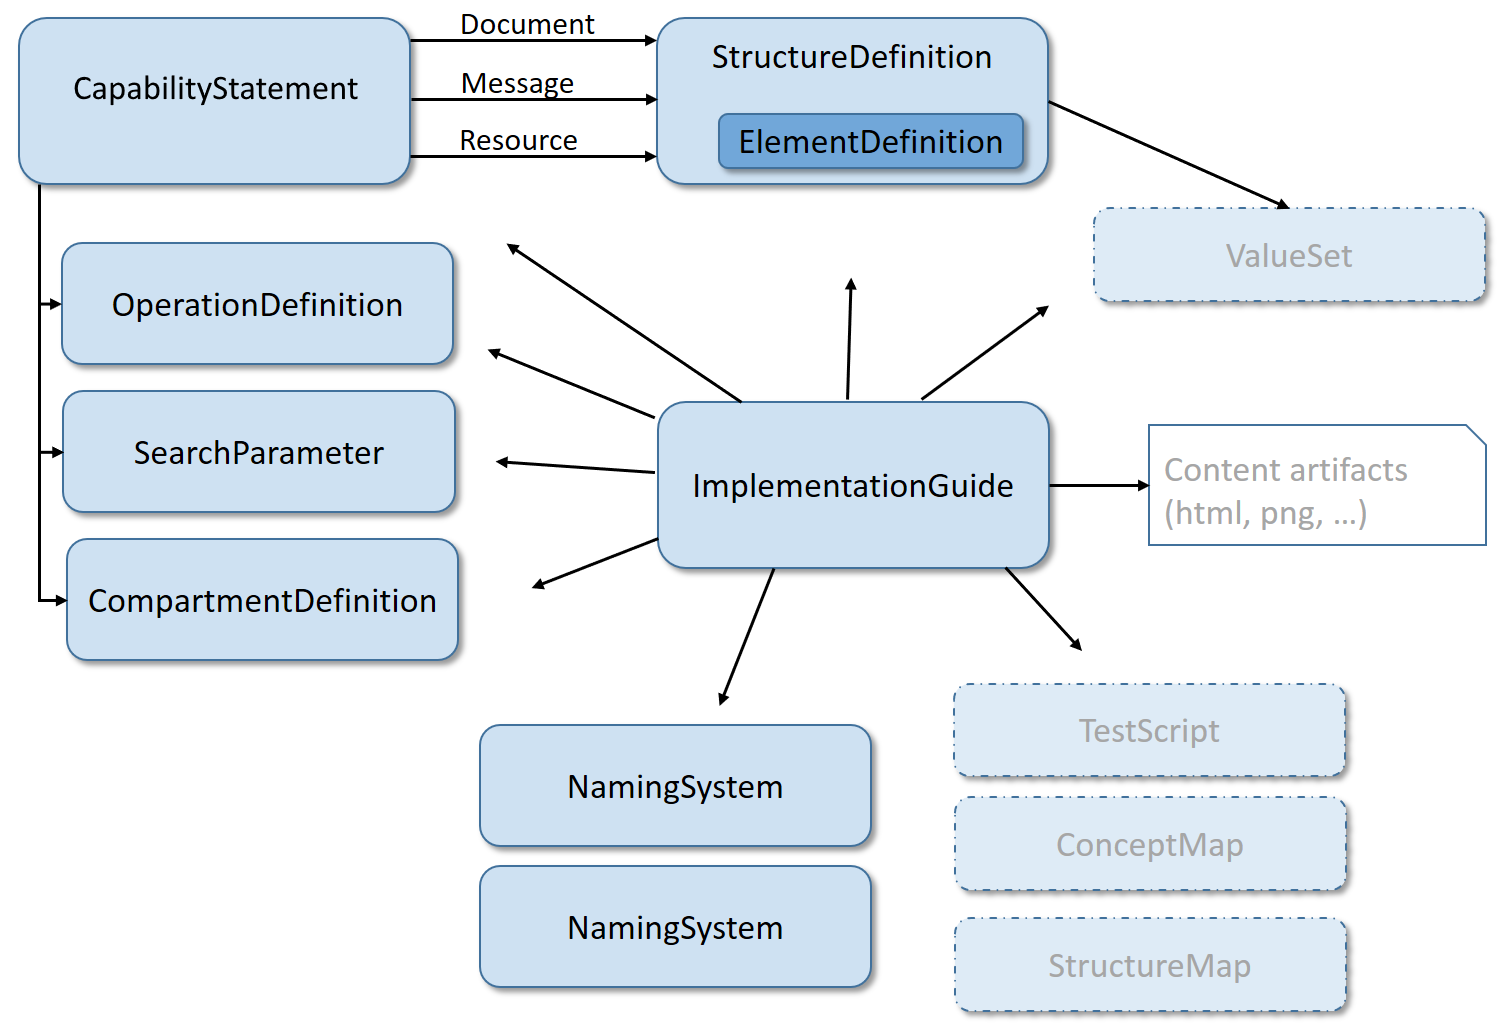 CapabilityStatement
Document
Message
Resource
StructureDefinition
ElementDefinition
ValueSet
OperationDefinition
SearchParameter
CompartmentDefinition
ImplementationGuide
Content artifacts
(html, png, ...)
NamingSystem
NamingSystem
TestScript
ConceptMap
StructureMap